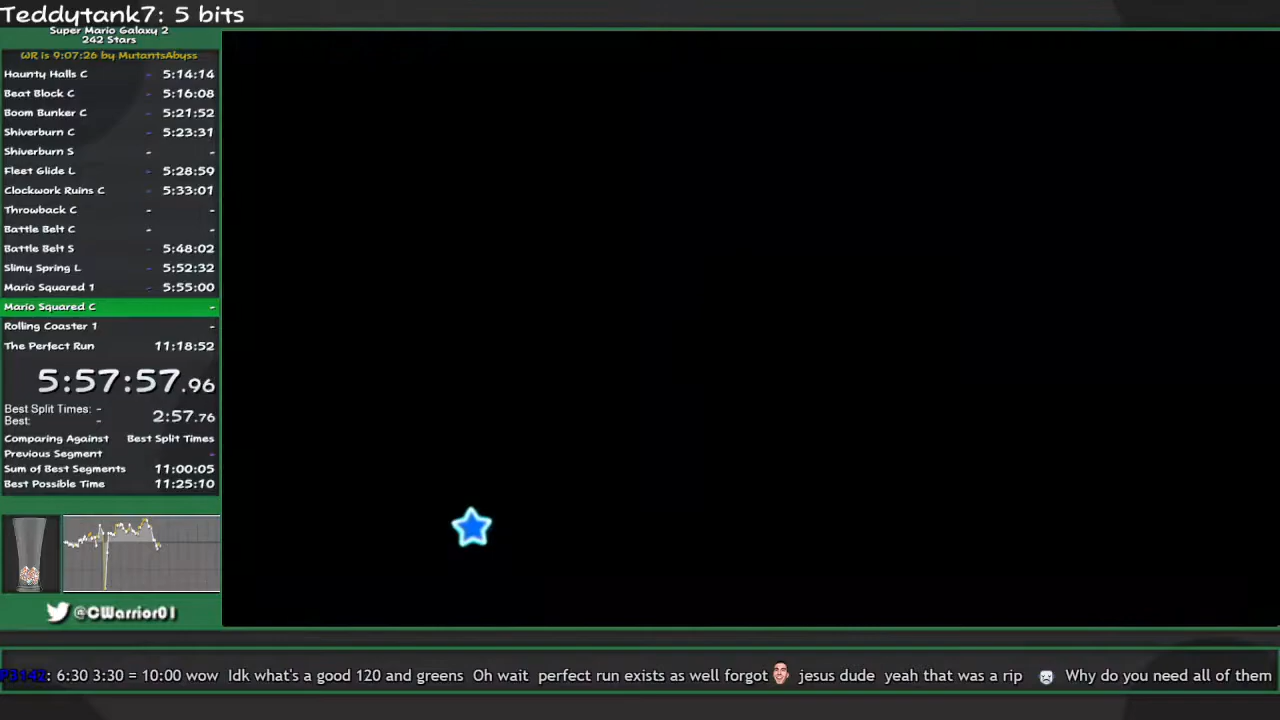 Teddytank7: 5 bits
Super Mario Galaxy 2
242 Stars
WR is 9:07:26 by MutantsAbyss
Haunty Halls C - 5:14:14
Beat Block C - 5:16:08
Boom Bunker C - 5:21:52
Shiverburn C - 5:23:31
Shiverburn S - -
Fleet Glide L - 5:28:59
Clockwork Ruins C - 5:33:01
Throwback C - -
Battle Belt C - -
Battle Belt S - 5:48:02
Slimy Spring L - 5:52:32
Mario Squared 1 - 5:55:00
Mario Squared C -
Rolling Coaster 1 -
The Perfect Run 11:18:52
5:57:57.96
Best Split Times: -
Best: - 2:57.76
Comparing Against Best Split Times
Previous Segment -
Sum of Best Segments 11:00:05
Best Possible Time 11:25:10
@CWarrior01
: 6:30 3:30 = 10:00 wow Idk what's a good 120 and greens Oh wait perfect run exists as well forgot jesus dude yeah that was a rip Why do you need all of them